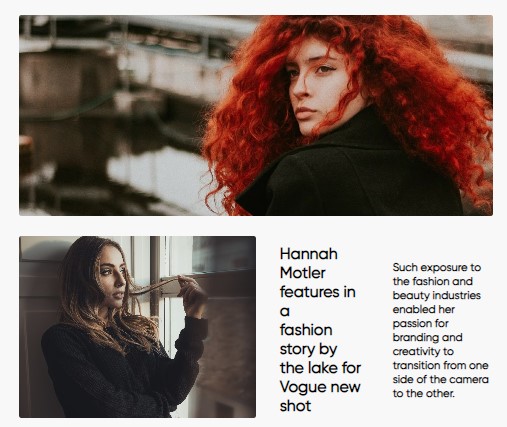 Hannah
Motler
features in
a
fashion
story by
the lake for
Vogue new
shot
Such exposure to
the fashion and
beauty industries
enabled her
passion for
branding and
creativity to
transition from one
side of the camera
to the other.